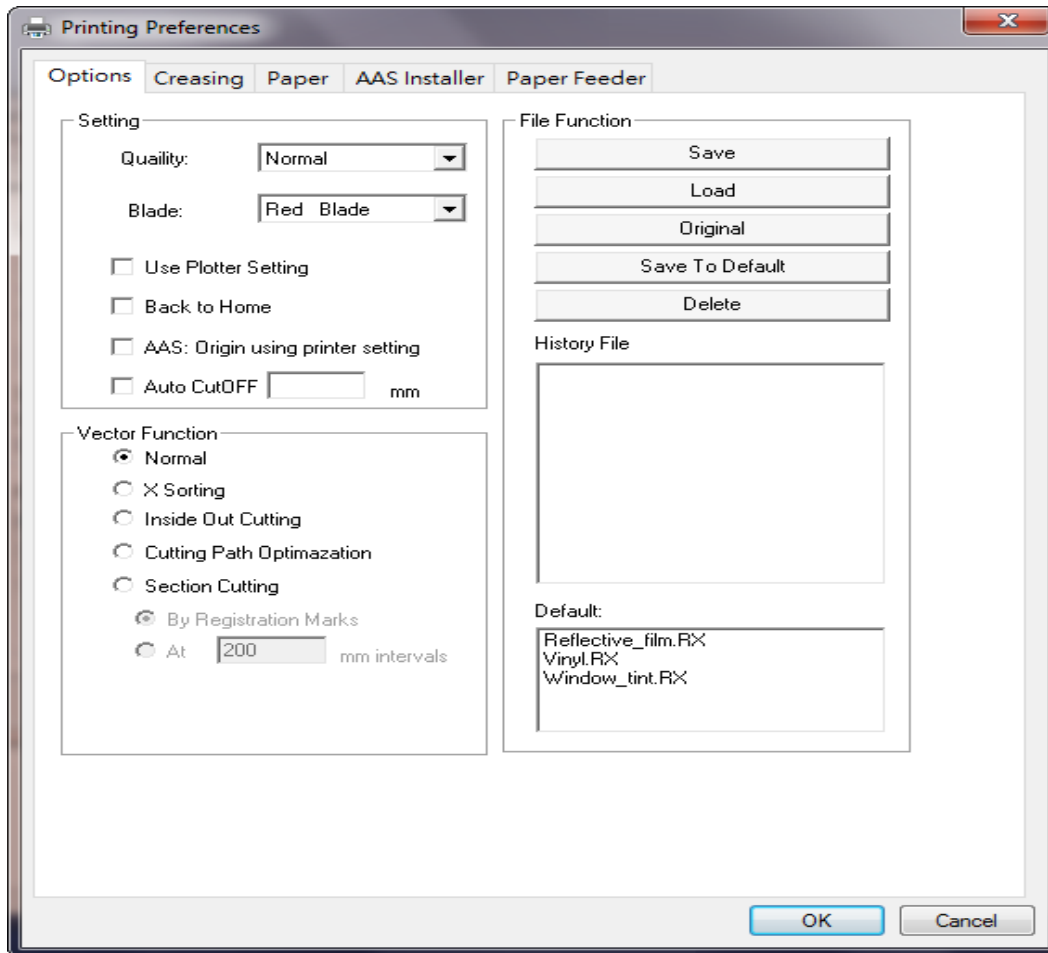 Printing Preferences
Options Creasing Paper AAS Installer Paper Feeder
Setting
Quaility: Normal
Blade: Red Blade
Use Plotter Setting
Back to Home
AAS: Origin using printer setting
Auto CutOFF mm
Vector Function
Normal
X Sorting
Inside Out Cutting
Cutting Path Optimazation
Section Cutting
By Registration Marks
At 200 mm intervals
File Function
Save
Load
Original
Save To Default
Delete
History File
Default:
Reflective_film.RX
Vinyl.RX
Window_tint.RX
OK Cancel